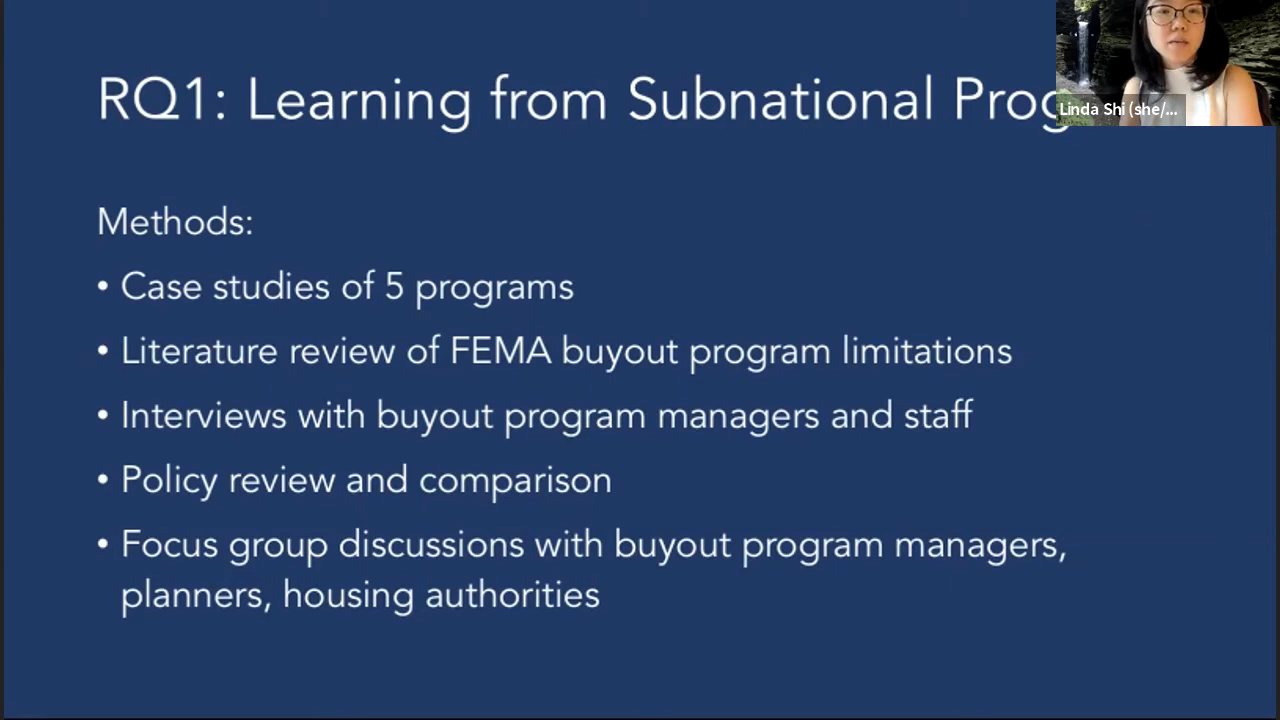 RQ1: Learning from Subnational Prog
Linda Shi (she/...
Methods:
• Case studies of 5 programs
• Literature review of FEMA buyout program limitations
• Interviews with buyout program managers and staff
• Policy review and comparison
• Focus group discussions with buyout program managers,
planners, housing authorities